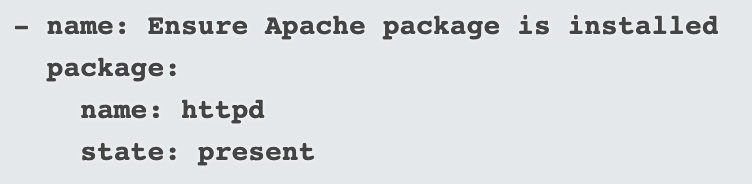 - name: Ensure Apache package is installed
  package:
    name: httpd
    state: present